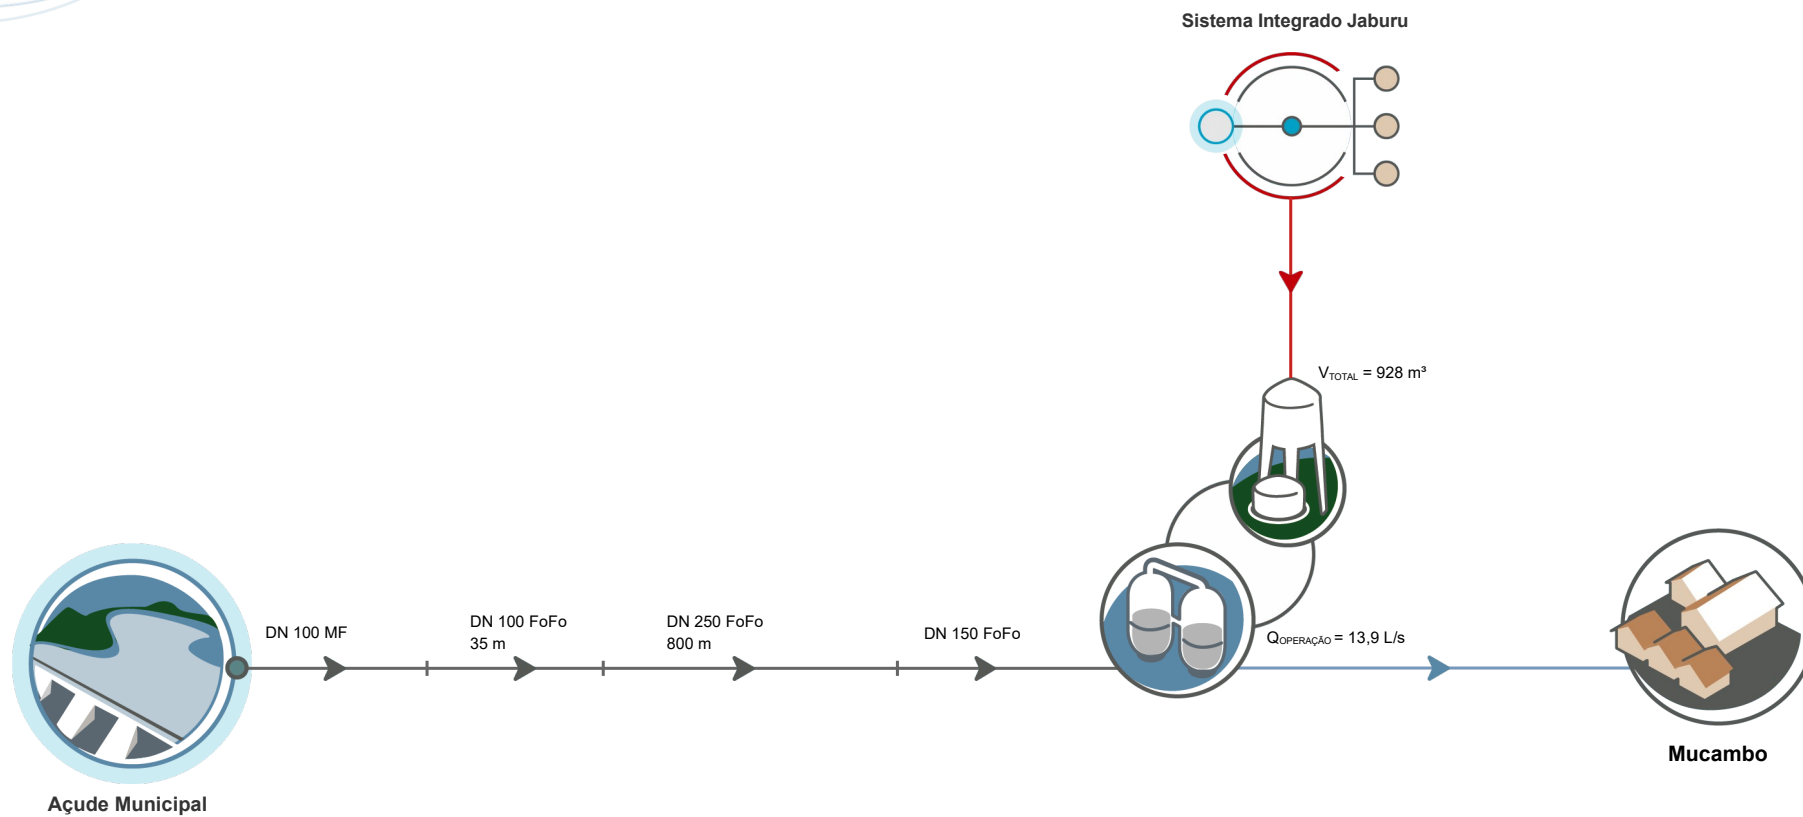 Sistema Integrado Jaburu
VTOTAL = 928 m³
DN 100 MF
DN 100 FoFo
35 m
DN 250 FoFo
800 m
DN 150 FoFo
QOPERAÇÃO = 13,9 L/s
Mucambo
Açude Municipal